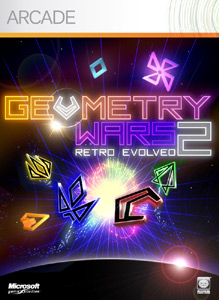 ARCADE
GEOMETRY
WARS 2
RETRO EVOLVED
Microsoft
game studios